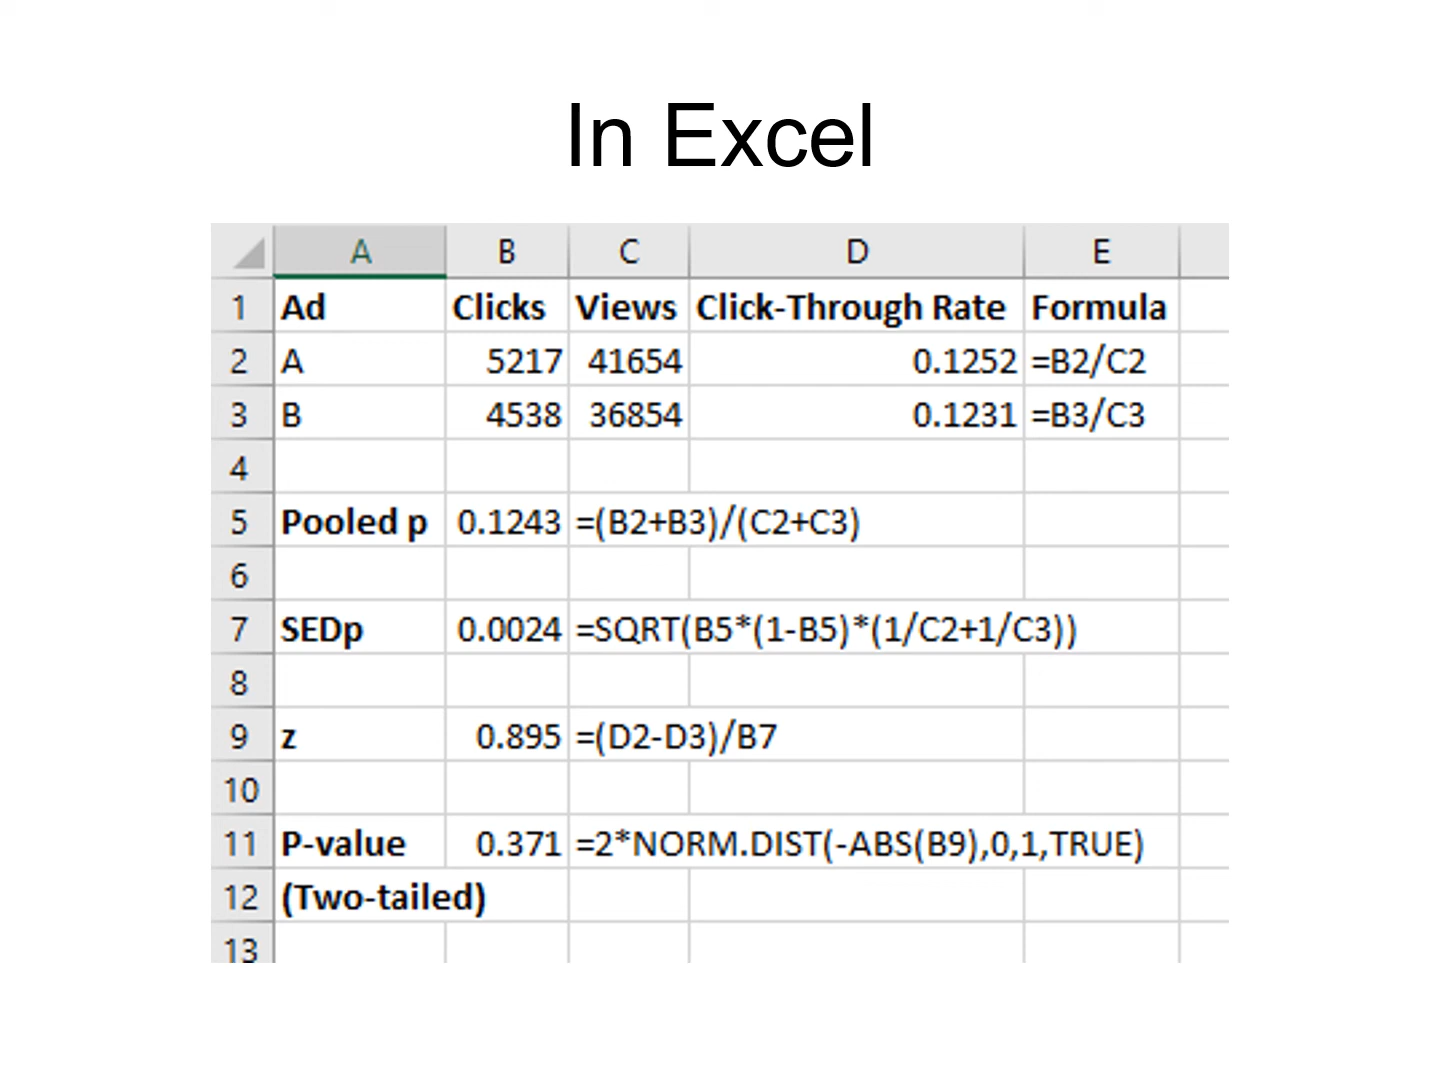 In Excel
A B C D E
1 Ad Clicks Views Click-Through Rate Formula
2 A 5217 41654 0.1252 =B2/C2
3 B 4538 36854 0.1231 =B3/C3
4
5 Pooled p 0.1243 =(B2+B3)/(C2+C3)
6
7 SEDp 0.0024 =SQRT(B5*(1-B5)*(1/C2+1/C3))
8
9 z 0.895 =(D2-D3)/B7
10
11 P-value 0.371 =2*NORM.DIST(-ABS(B9),0,1,TRUE)
12 (Two-tailed)
13